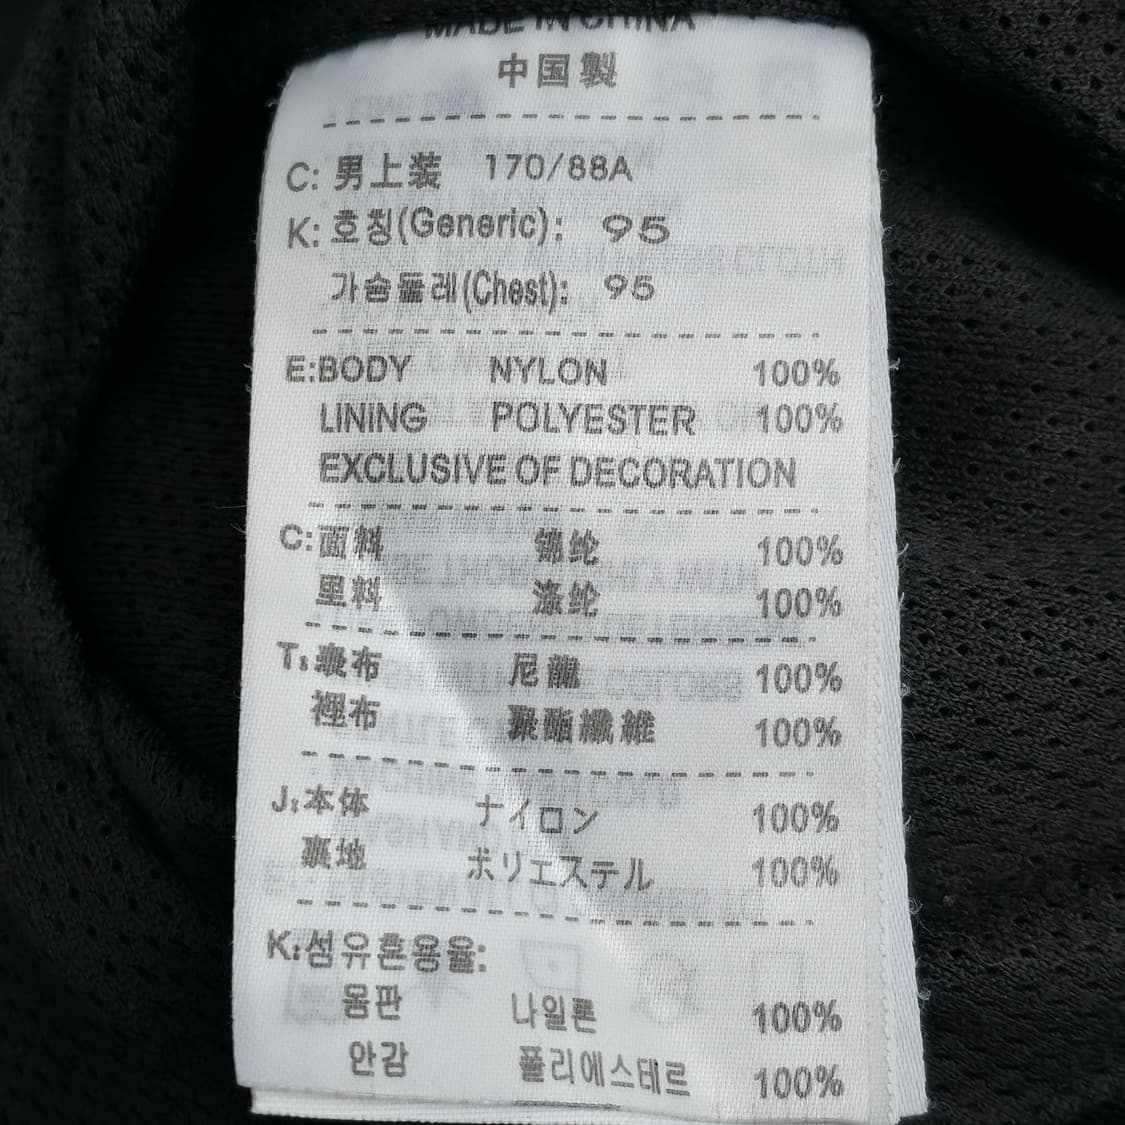 MADE IN CHINA
中国製
C: 男上装 170/88A
K: 호칭(Generic): 95
가슴둘레(Chest): 95
E:BODY NYLON 100%
LINING POLYESTER 100%
EXCLUSIVE OF DECORATION
C:面料 锦纶 100%
里料 涤纶 100%
T:表布 尼龍 100%
裡布 聚酯纖維 100%
J:本体 ナイロン 100%
裏地 ポリエステル 100%
K:섬유혼용율:
몸판 나일론 100%
안감 폴리에스테르 100%